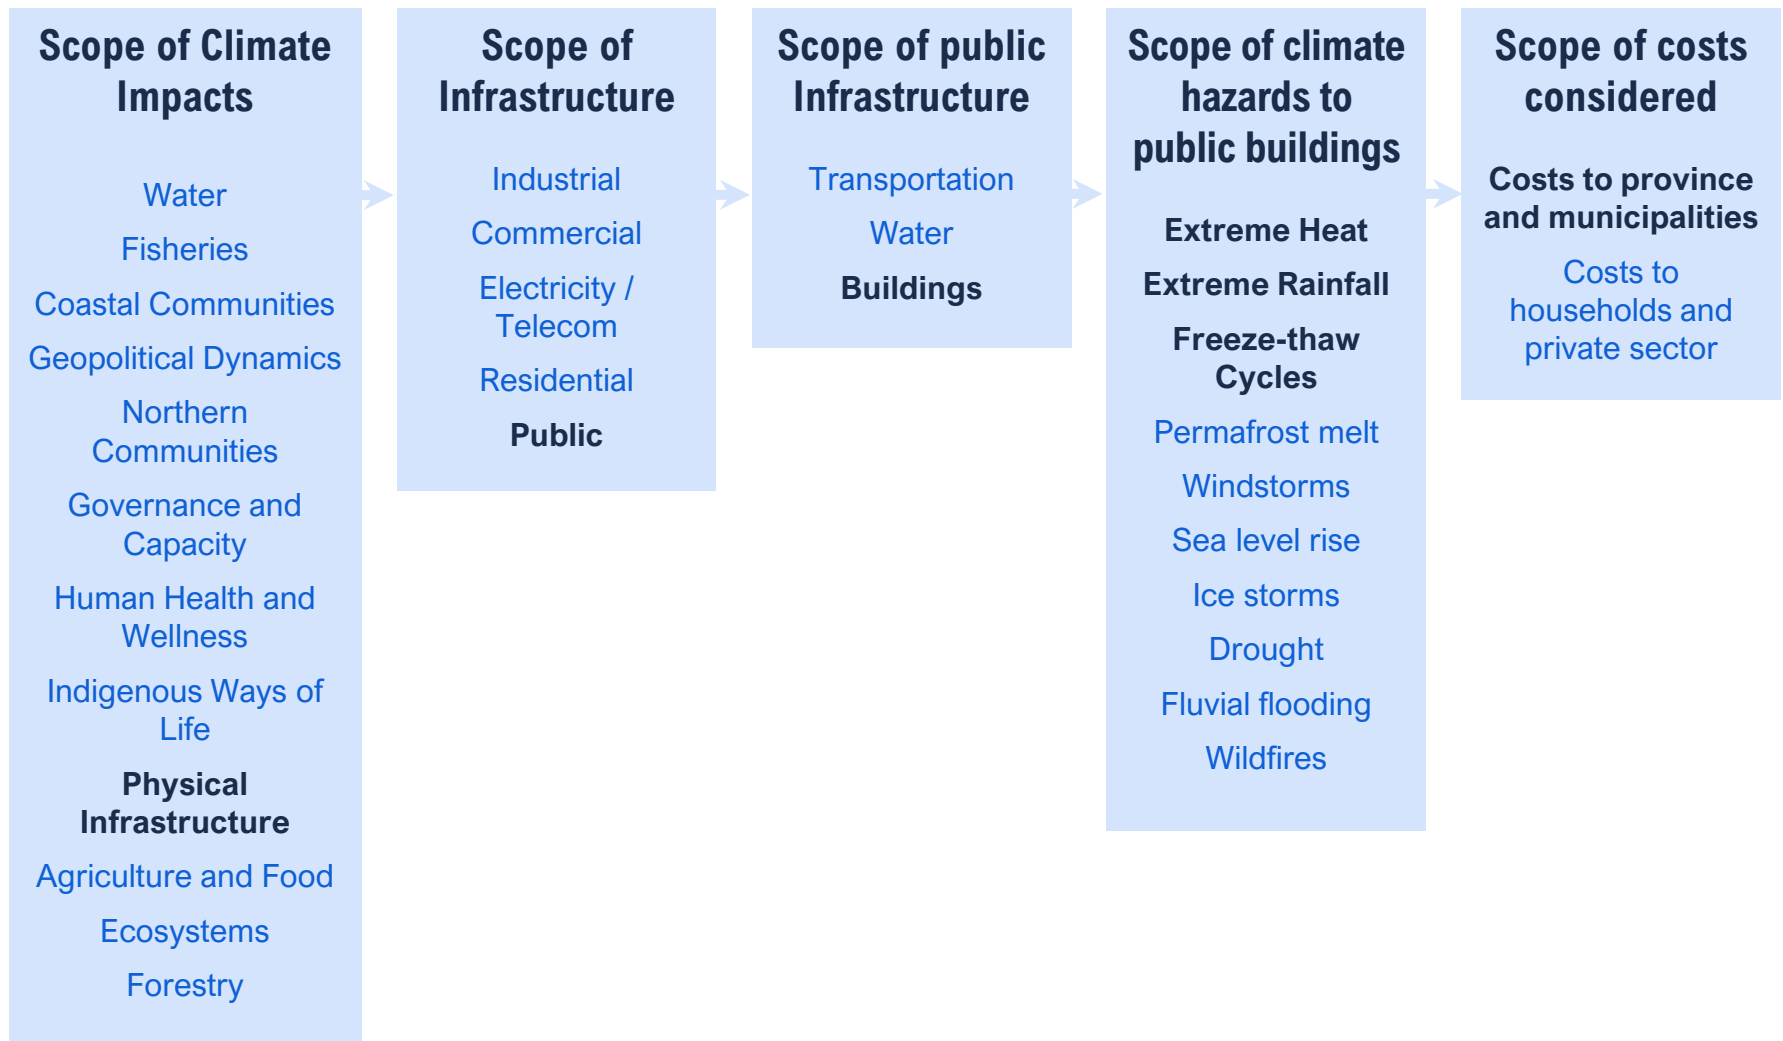 Scope of Climate
Impacts
Water
Fisheries
Coastal Communities
Geopolitical Dynamics
Northern
Communities
Governance and
Capacity
Human Health and
Wellness
Indigenous Ways of
Life
Physical
Infrastructure
Agriculture and Food
Ecosystems
Forestry
Scope of
Infrastructure
Industrial
Commercial
Electricity /
Telecom
Residential
Public
Scope of public
Infrastructure
Transportation
Water
Buildings
Scope of climate
hazards to
public buildings
Extreme Heat
Extreme Rainfall
Freeze-thaw
Cycles
Permafrost melt
Windstorms
Sea level rise
Ice storms
Drought
Fluvial flooding
Wildfires
Scope of costs
considered
Costs to province
and municipalities
Costs to
households and
private sector